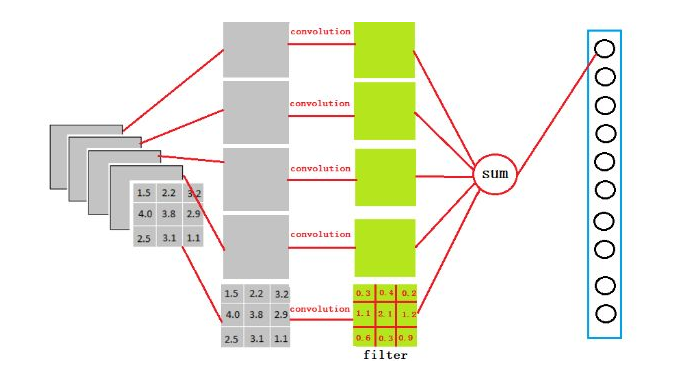 convolution
convolution
convolution
sum
1.5 2.2 3.2
4.0 3.8 2.9
2.5 3.1 1.1
convolution
1.5 2.2 3.2
4.0 3.8 2.9
2.5 3.1 1.1
convolution
0.3 0.4 0.2
1.1 2.1 1.2
0.6 0.3 0.9
filter